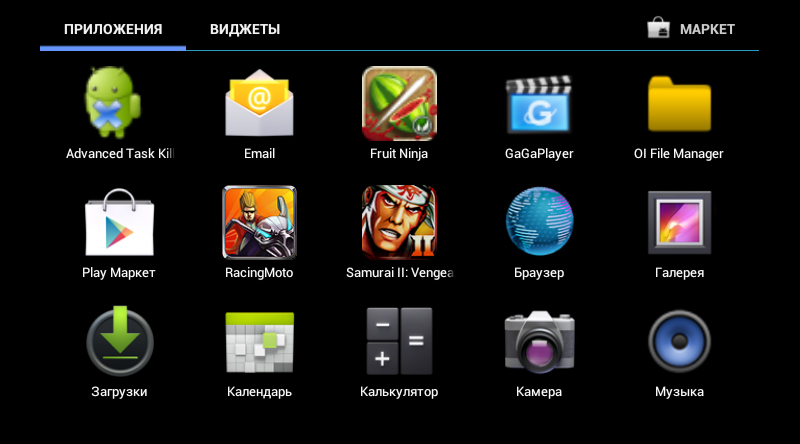 ПРИЛОЖЕНИЯ ВИДЖЕТЫ МАРКЕТ
Advanced Task Kil Email Fruit Ninja GaGaPlayer OI File Manager
Play Маркет RacingMoto Samurai II: Vengea Браузер Галерея
Загрузки Календарь Калькулятор Камера Музыка